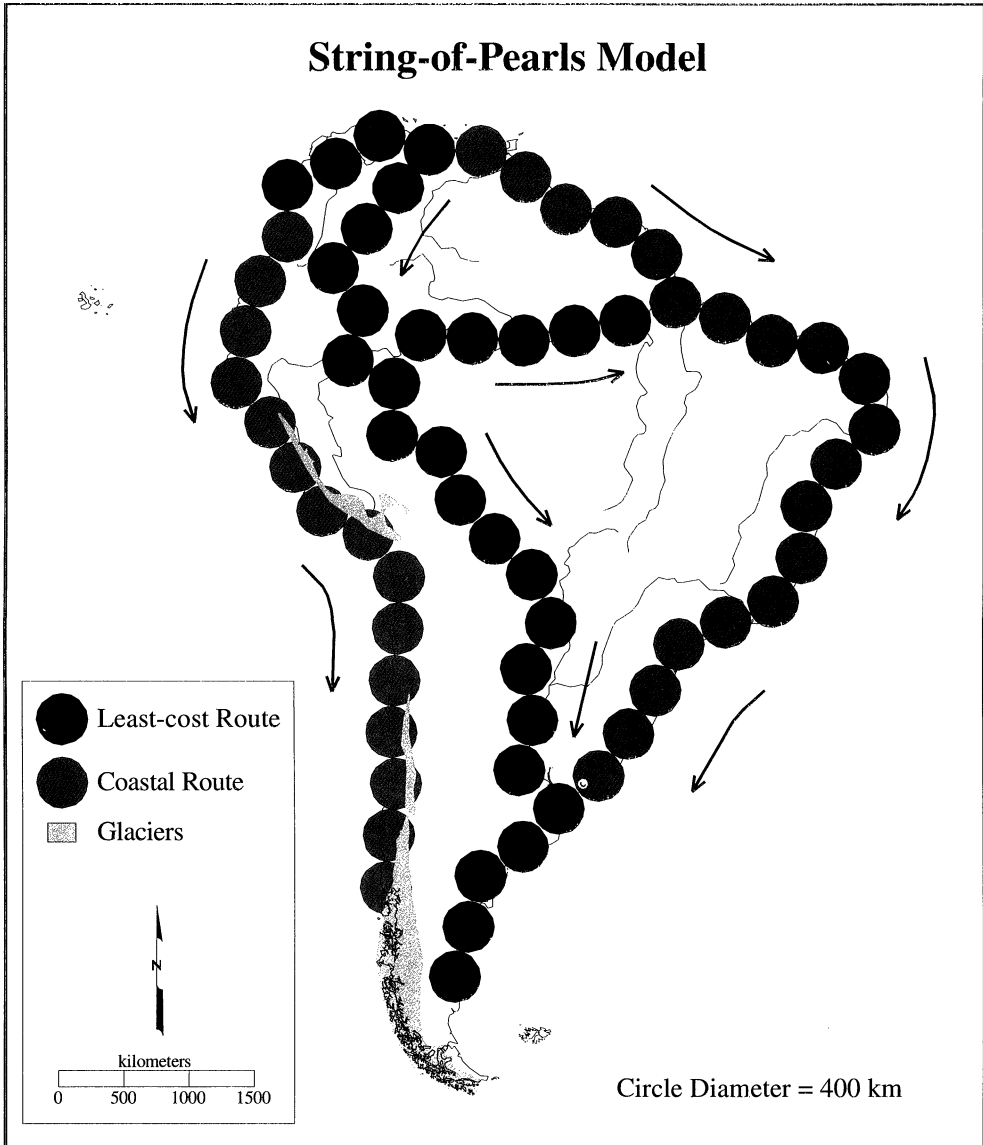 String-of-Pearls Model
Least-cost Route
Coastal Route
Glaciers
N
kilometers
0 500 1000 1500
Circle Diameter = 400 km